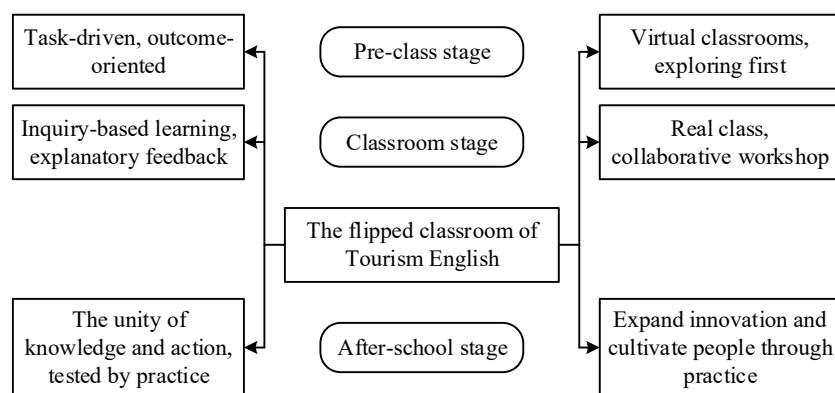 Task-driven, outcome-
oriented
Pre-class stage
Virtual classrooms,
exploring first
Inquiry-based learning,
explanatory feedback
Classroom stage
Real class,
collaborative workshop
The flipped classroom of
Tourism English
The unity of
knowledge and action,
tested by practice
After-school stage
Expand innovation and
cultivate people through
practice